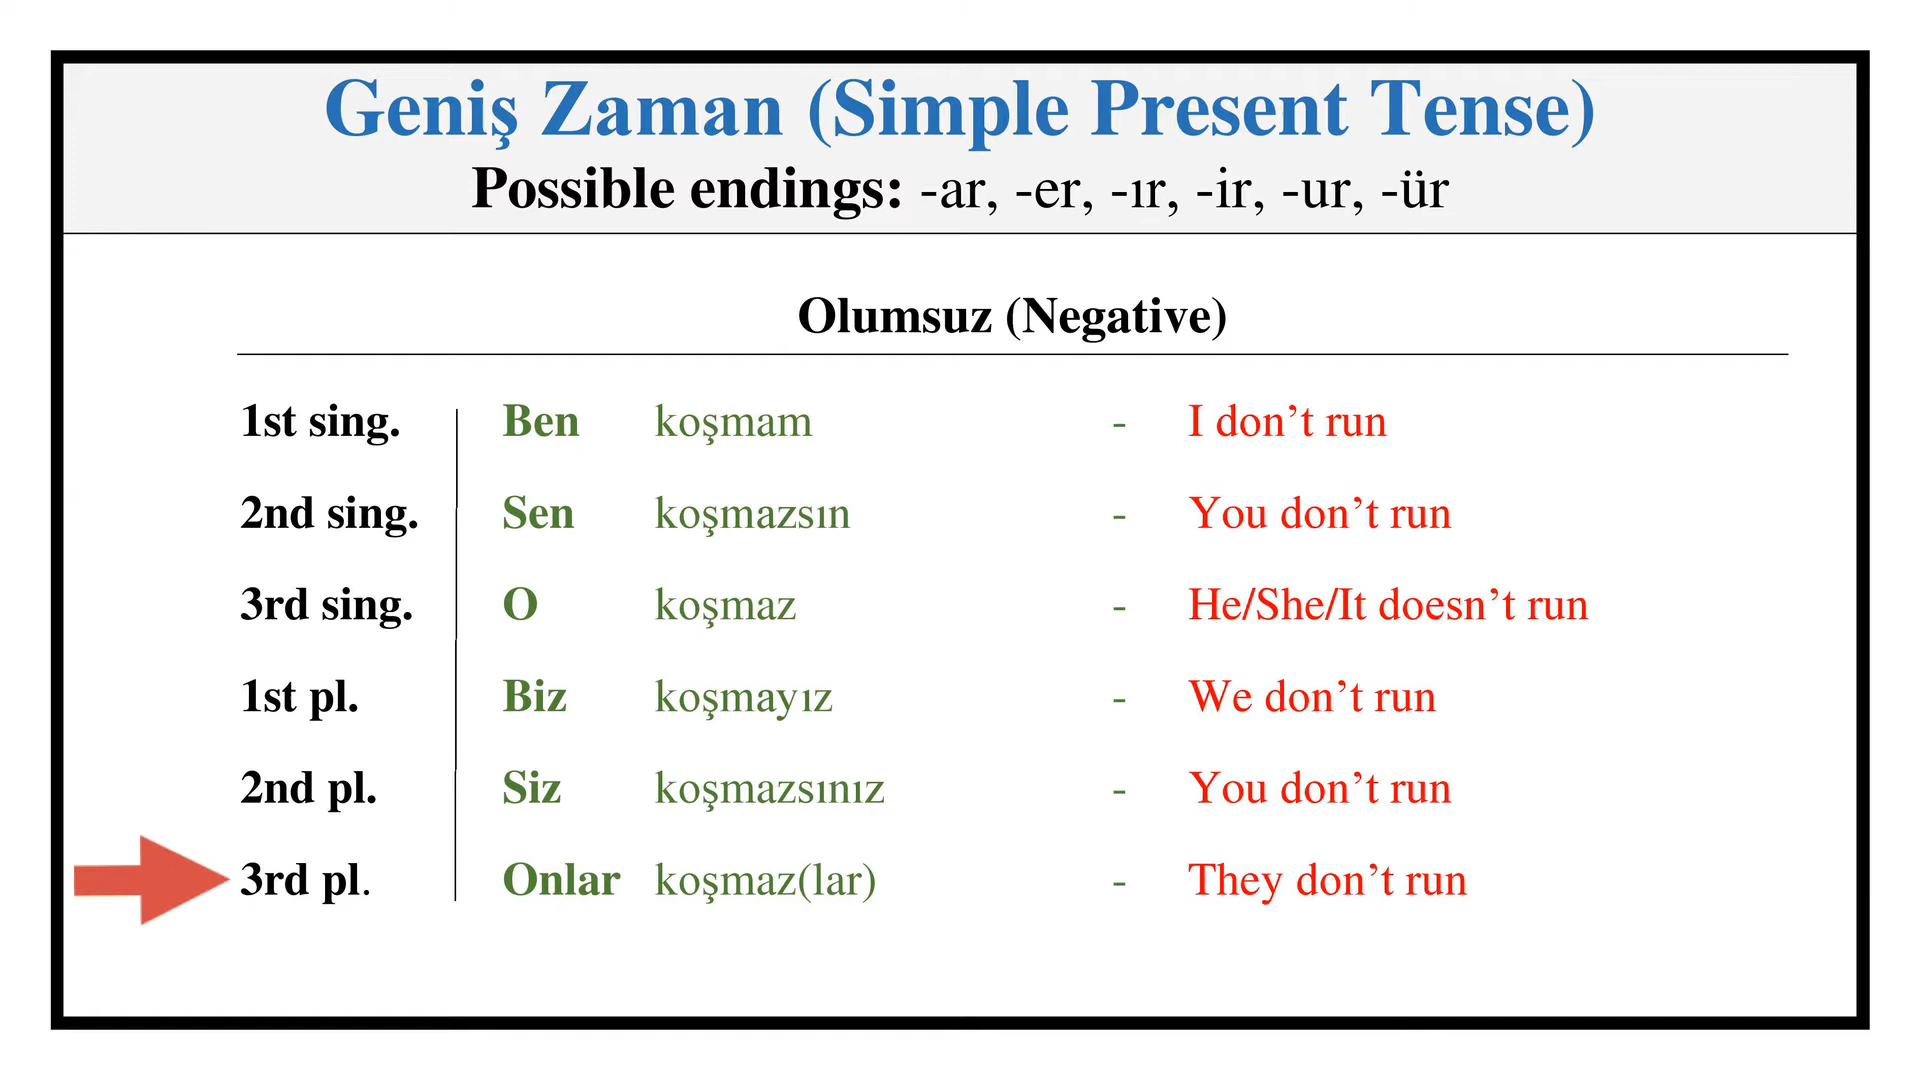 Geniş Zaman (Simple Present Tense)
Possible endings: -ar, -er, -ır, -ir, -ur, -ür
Olumsuz (Negative)
1st sing. Ben koşmam - I don’t run
2nd sing. Sen koşmazsın - You don’t run
3rd sing. O koşmaz - He/She/It doesn’t run
1st pl. Biz koşmayız - We don’t run
2nd pl. Siz koşmazsınız - You don’t run
3rd pl. Onlar koşmaz(lar) - They don’t run